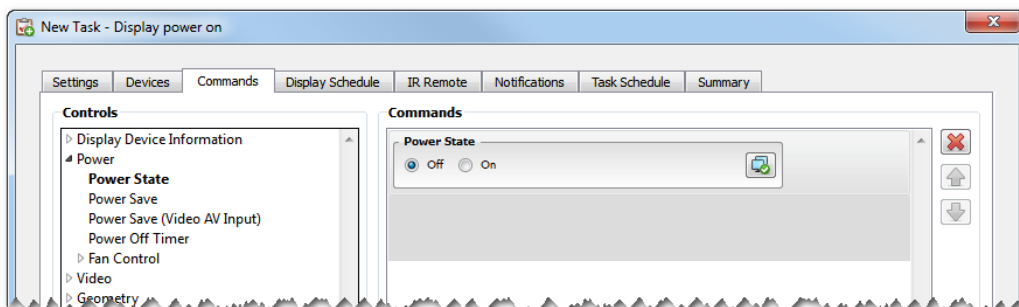 New Task - Display power on
Settings Devices Commands Display Schedule IR Remote Notifications Task Schedule Summary
Controls
Display Device Information
Power
Power State
Power Save
Power Save (Video AV Input)
Power Off Timer
Fan Control
Video
Geometry
Commands
Power State
Off On